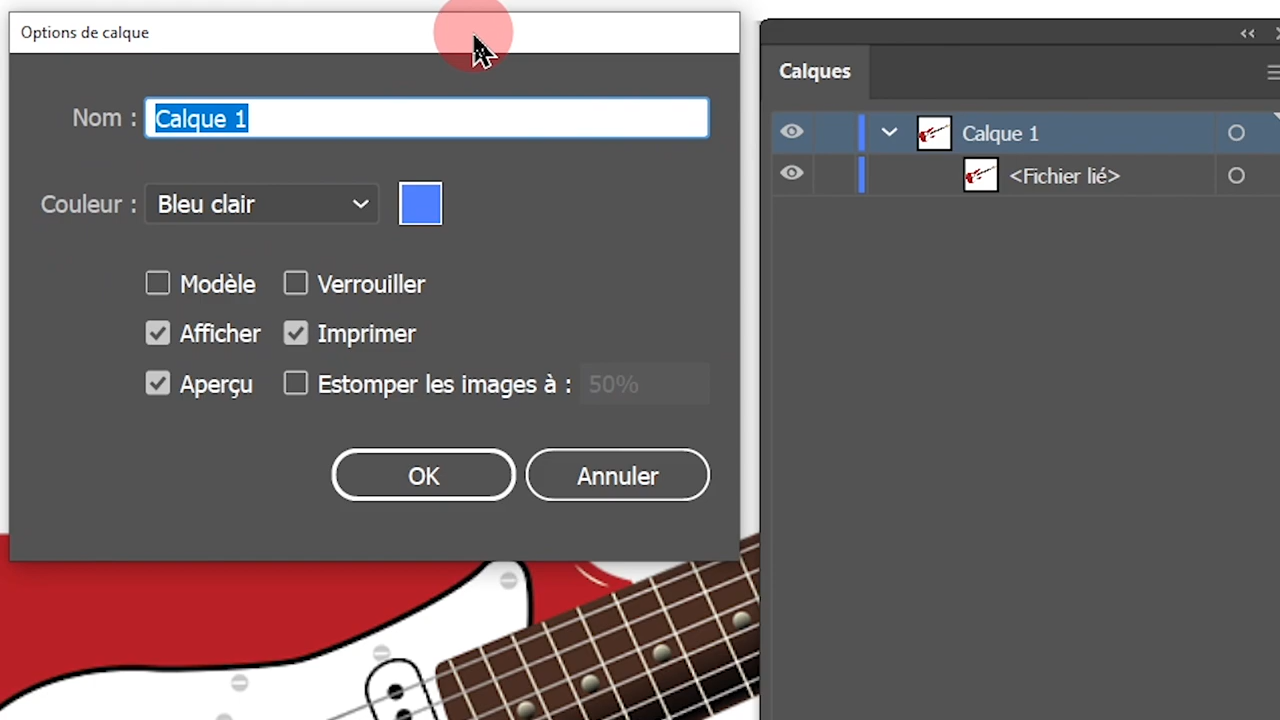 Options de calque
Nom : Calque 1
Couleur : Bleu clair
Modèle Verrouiller
Afficher Imprimer
Aperçu Estomper les images à : 50%
OK Annuler
Calques
Calque 1
<Fichier lié>